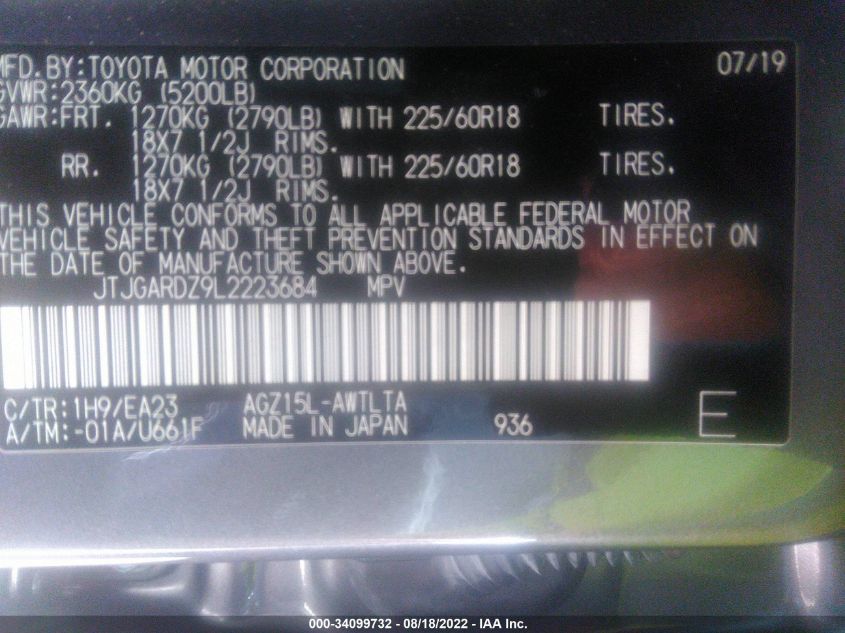 MFD.BY:TOYOTA MOTOR CORPORATION 07/19
GVWR:2360KG (5200LB)
GAWR:FRT. 1270KG (2790LB) WITH 225/60R18 TIRES.
18X7 1/2J RIMS.
RR. 1270KG (2790LB) WITH 225/60R18 TIRES.
18X7 1/2J RIMS.
THIS VEHICLE CONFORMS TO ALL APPLICABLE FEDERAL MOTOR
VEHICLE SAFETY AND THEFT PREVENTION STANDARDS IN EFFECT ON
THE DATE OF MANUFACTURE SHOWN ABOVE.
JTJGARDZ9L2223684 MPV
C/TR:1H9/EA23 AGZ15L-AWTLTA
A/TM:-01A/U661F MADE IN JAPAN 936 E
000-34099732 - 08/18/2022 - IAA Inc.